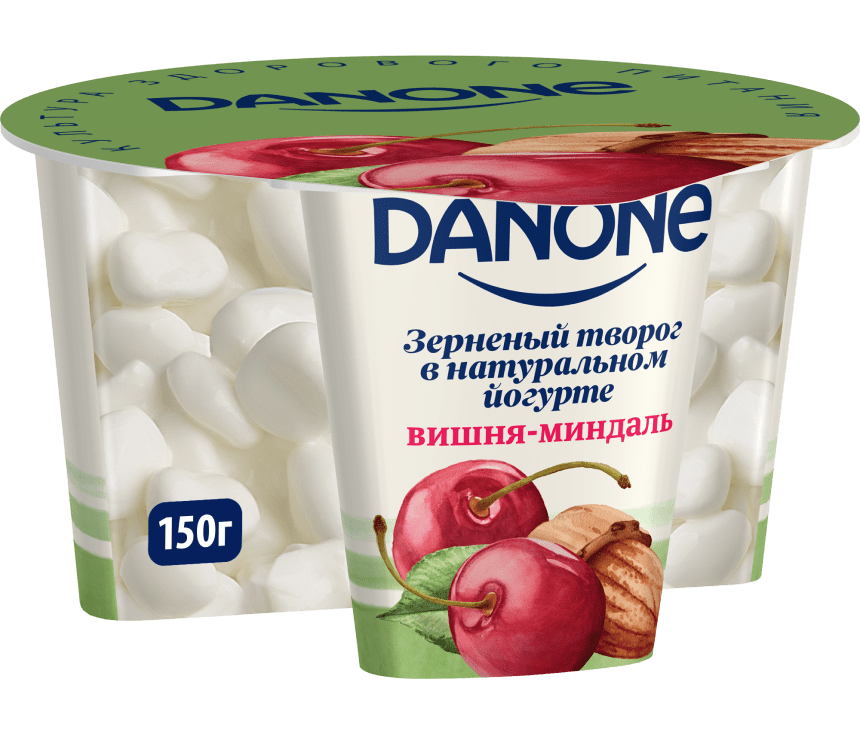 КУЛЬТУРА ЗДОРОВОГО ПИТАНИЯ
DANONE
DANONE
Зерненый творог
в натуральном
йогурте
вишня-миндаль
150г